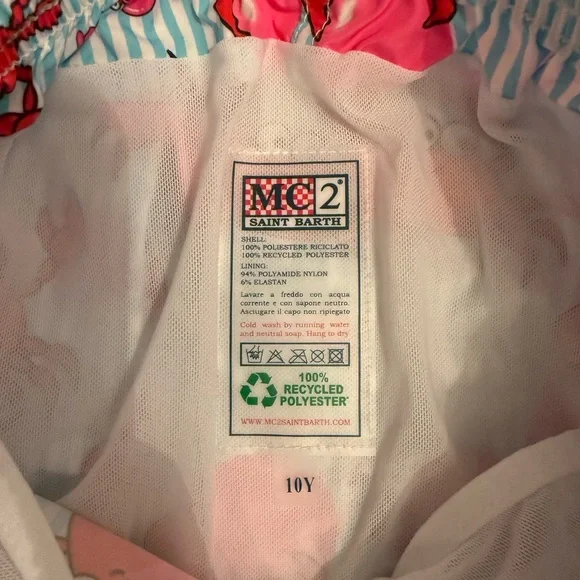 MC2®
SAINT BARTH
SHELL:
100% POLIESTERE RICICLATO
100% RECYCLED POLYESTER
LINING:
94% POLYAMIDE NYLON
6% ELASTAN
Lavare a freddo con acqua
corrente e con sapone neutro.
Asciugare il capo non ripiegato
Cold wash by running water
and neutral soap. Hang to dry
100%
RECYCLED
POLYESTER*
WWW.MC2SAINTBARTH.COM
10Y